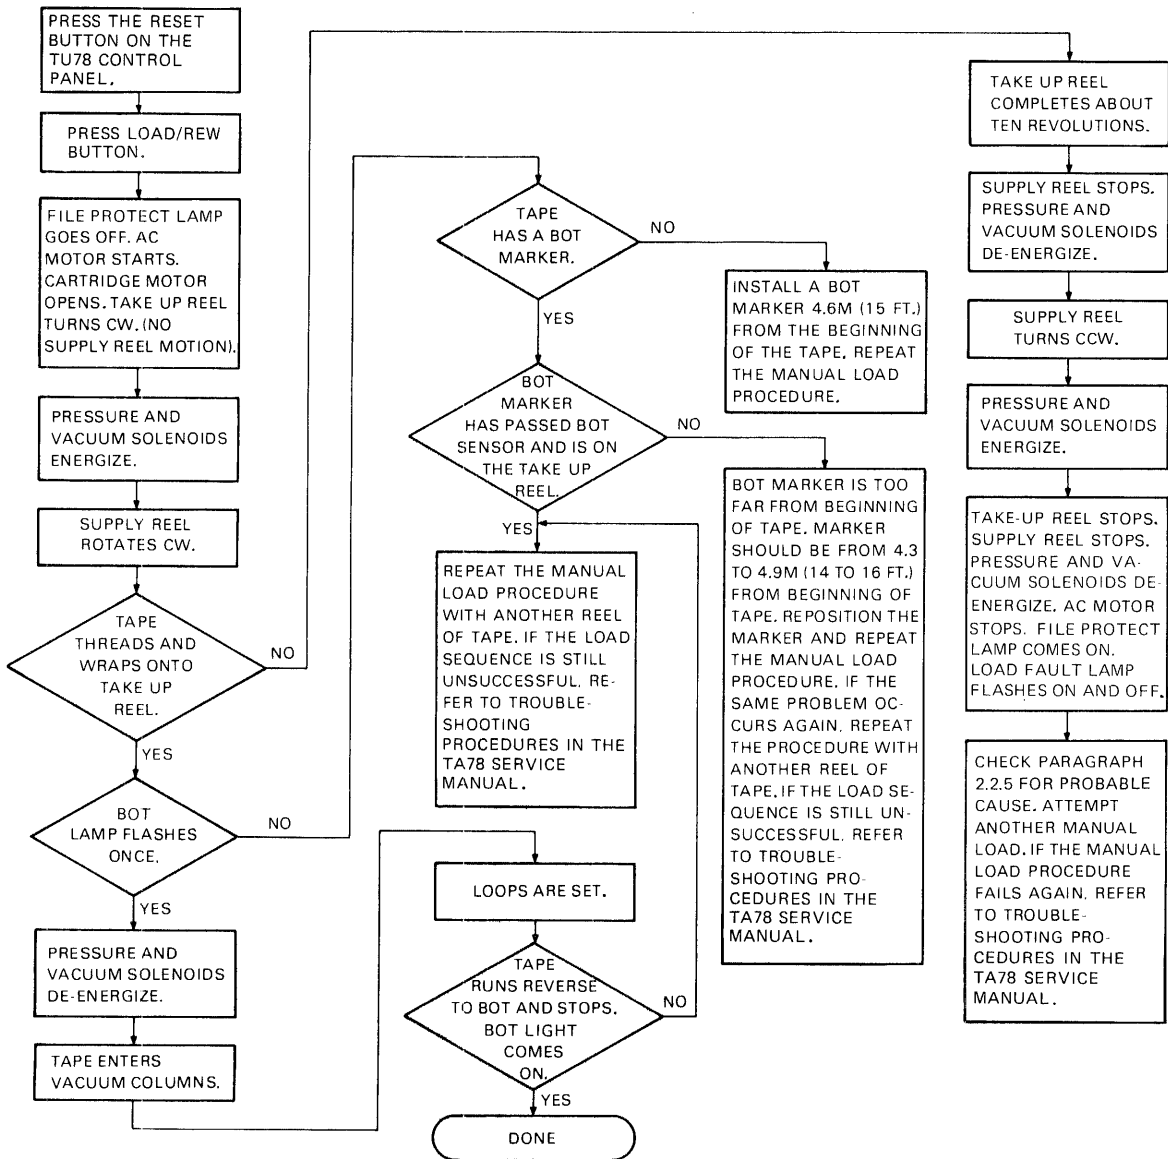 PRESS THE RESET
BUTTON ON THE
TU78 CONTROL
PANEL.
PRESS LOAD/REW
BUTTON.
FILE PROTECT LAMP
GOES OFF. AC
MOTOR STARTS.
CARTRIDGE MOTOR
OPENS. TAKE UP REEL
TURNS CW. (NO
SUPPLY REEL MOTION).
PRESSURE AND
VACUUM SOLENOIDS
ENERGIZE.
SUPPLY REEL
ROTATES CW.
TAPE
THREADS AND
WRAPS ONTO
TAKE UP
REEL.
NO
YES
BOT
LAMP FLASHES
ONCE.
NO
YES
PRESSURE AND
VACUUM SOLENOIDS
DE-ENERGIZE.
TAPE ENTERS
VACUUM COLUMNS.
TAPE
HAS A BOT
MARKER.
NO
YES
INSTALL A BOT
MARKER 4.6M (15 FT.)
FROM THE BEGINNING
OF THE TAPE. REPEAT
THE MANUAL LOAD
PROCEDURE.
BOT
MARKER
HAS PASSED BOT
SENSOR AND IS ON
THE TAKE UP
REEL.
NO
YES
REPEAT THE MANUAL
LOAD PROCEDURE
WITH ANOTHER REEL
OF TAPE. IF THE LOAD
SEQUENCE IS STILL
UNSUCCESSFUL. RE-
FER TO TROUBLE-
SHOOTING
PROCEDURES IN THE
TA78 SERVICE
MANUAL.
BOT MARKER IS TOO
FAR FROM BEGINNING
OF TAPE. MARKER
SHOULD BE FROM 4.3
TO 4.9M (14 TO 16 FT.)
FROM BEGINNING OF
TAPE. REPOSITION THE
MARKER AND REPEAT
THE MANUAL LOAD
PROCEDURE. IF THE
SAME PROBLEM OC-
CURS AGAIN. REPEAT
THE PROCEDURE WITH
ANOTHER REEL OF
TAPE. IF THE LOAD SE-
QUENCE IS STILL UN-
SUCCESSFUL. REFER
TO TROUBLE-
SHOOTING PRO-
CEDURES IN THE
TA78 SERVICE
MANUAL.
LOOPS ARE SET.
TAPE
RUNS REVERSE
TO BOT AND STOPS.
BOT LIGHT
COMES
ON.
NO
YES
DONE
TAKE UP REEL
COMPLETES ABOUT
TEN REVOLUTIONS.
SUPPLY REEL STOPS.
PRESSURE AND
VACUUM SOLENOIDS
DE-ENERGIZE.
SUPPLY REEL
TURNS CCW.
PRESSURE AND
VACUUM SOLENOIDS
ENERGIZE.
TAKE-UP REEL STOPS.
SUPPLY REEL STOPS.
PRESSURE AND VA-
CUUM SOLENOIDS DE-
ENERGIZE. AC MOTOR
STOPS. FILE PROTECT
LAMP COMES ON.
LOAD FAULT LAMP
FLASHES ON AND OFF.
CHECK PARAGRAPH
2.2.5 FOR PROBABLE
CAUSE. ATTEMPT
ANOTHER MANUAL
LOAD. IF THE MANUAL
LOAD PROCEDURE
FAILS AGAIN. REFER
TO TROUBLE-
SHOOTING PRO-
CEDURES IN THE
TA78 SERVICE
MANUAL.